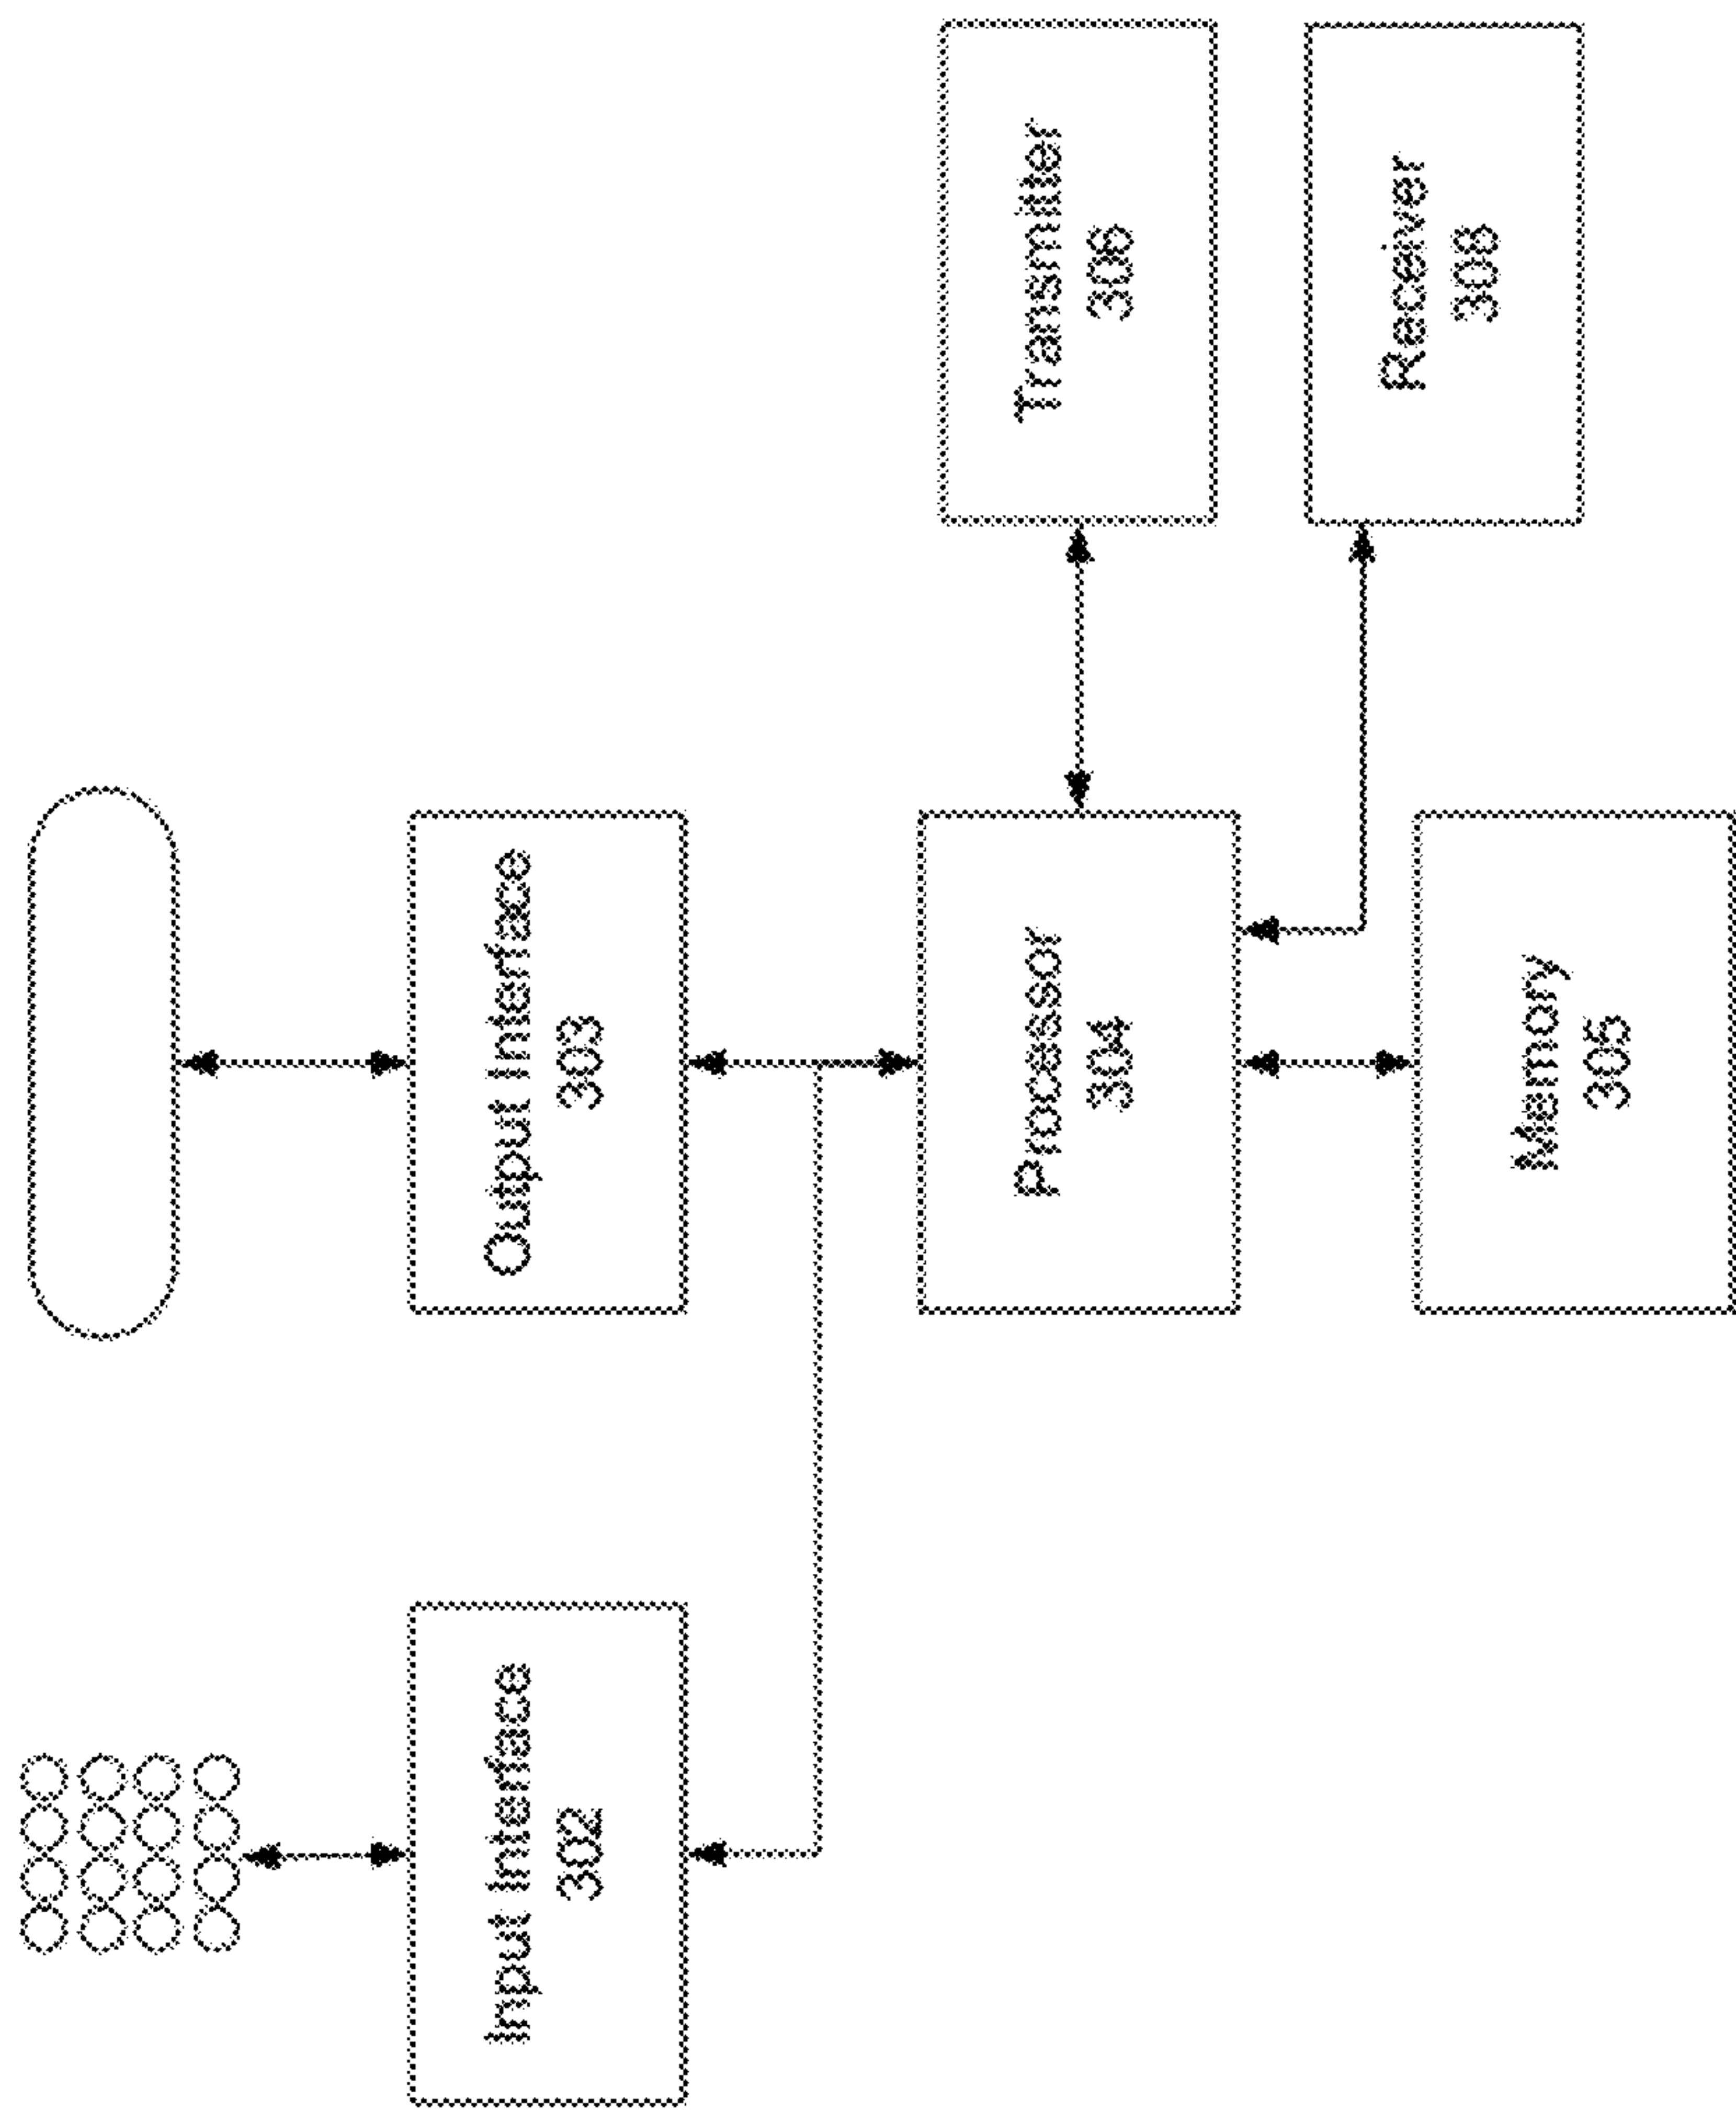 Input Interface
302
Output Interface
303
Processor
304
Memory
305
Transmitter
306
Receiver
308